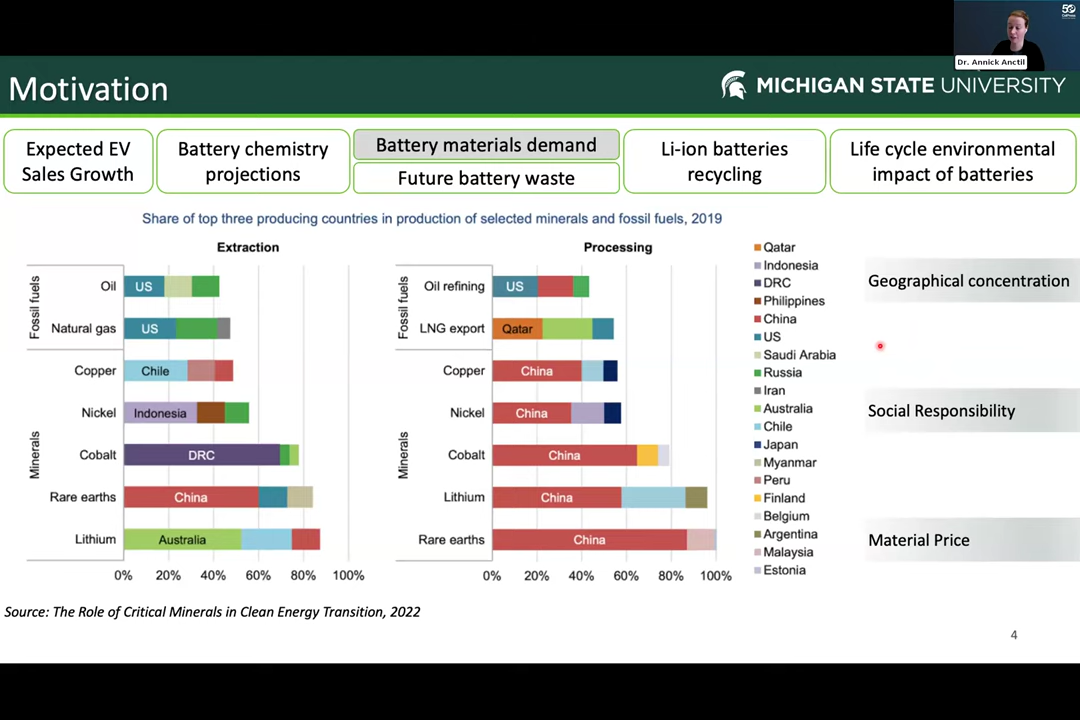 50
Dr. Annick Anctil
Motivation
MICHIGAN STATE UNIVERSITY
Expected EV
Sales Growth
Battery chemistry
projections
Battery materials demand
Future battery waste
Li-ion batteries
recycling
Life cycle environmental
impact of batteries
Share of top three producing countries in production of selected minerals and fossil fuels, 2019
Extraction
Fossil fuels
Oil
US
Natural gas
US
Minerals
Copper
Chile
Nickel
Indonesia
Cobalt
DRC
Rare earths
China
Lithium
Australia
0% 20% 40% 60% 80% 100%
Processing
Fossil fuels
Oil refining
US
LNG export
Qatar
Minerals
Copper
China
Nickel
China
Cobalt
China
Lithium
China
Rare earths
China
0% 20% 40% 60% 80% 100%
Qatar
Indonesia
DRC
Philippines
China
US
Saudi Arabia
Russia
Iran
Australia
Chile
Japan
Myanmar
Peru
Finland
Belgium
Argentina
Malaysia
Estonia
Geographical concentration
Social Responsibility
Material Price
Source: The Role of Critical Minerals in Clean Energy Transition, 2022
4